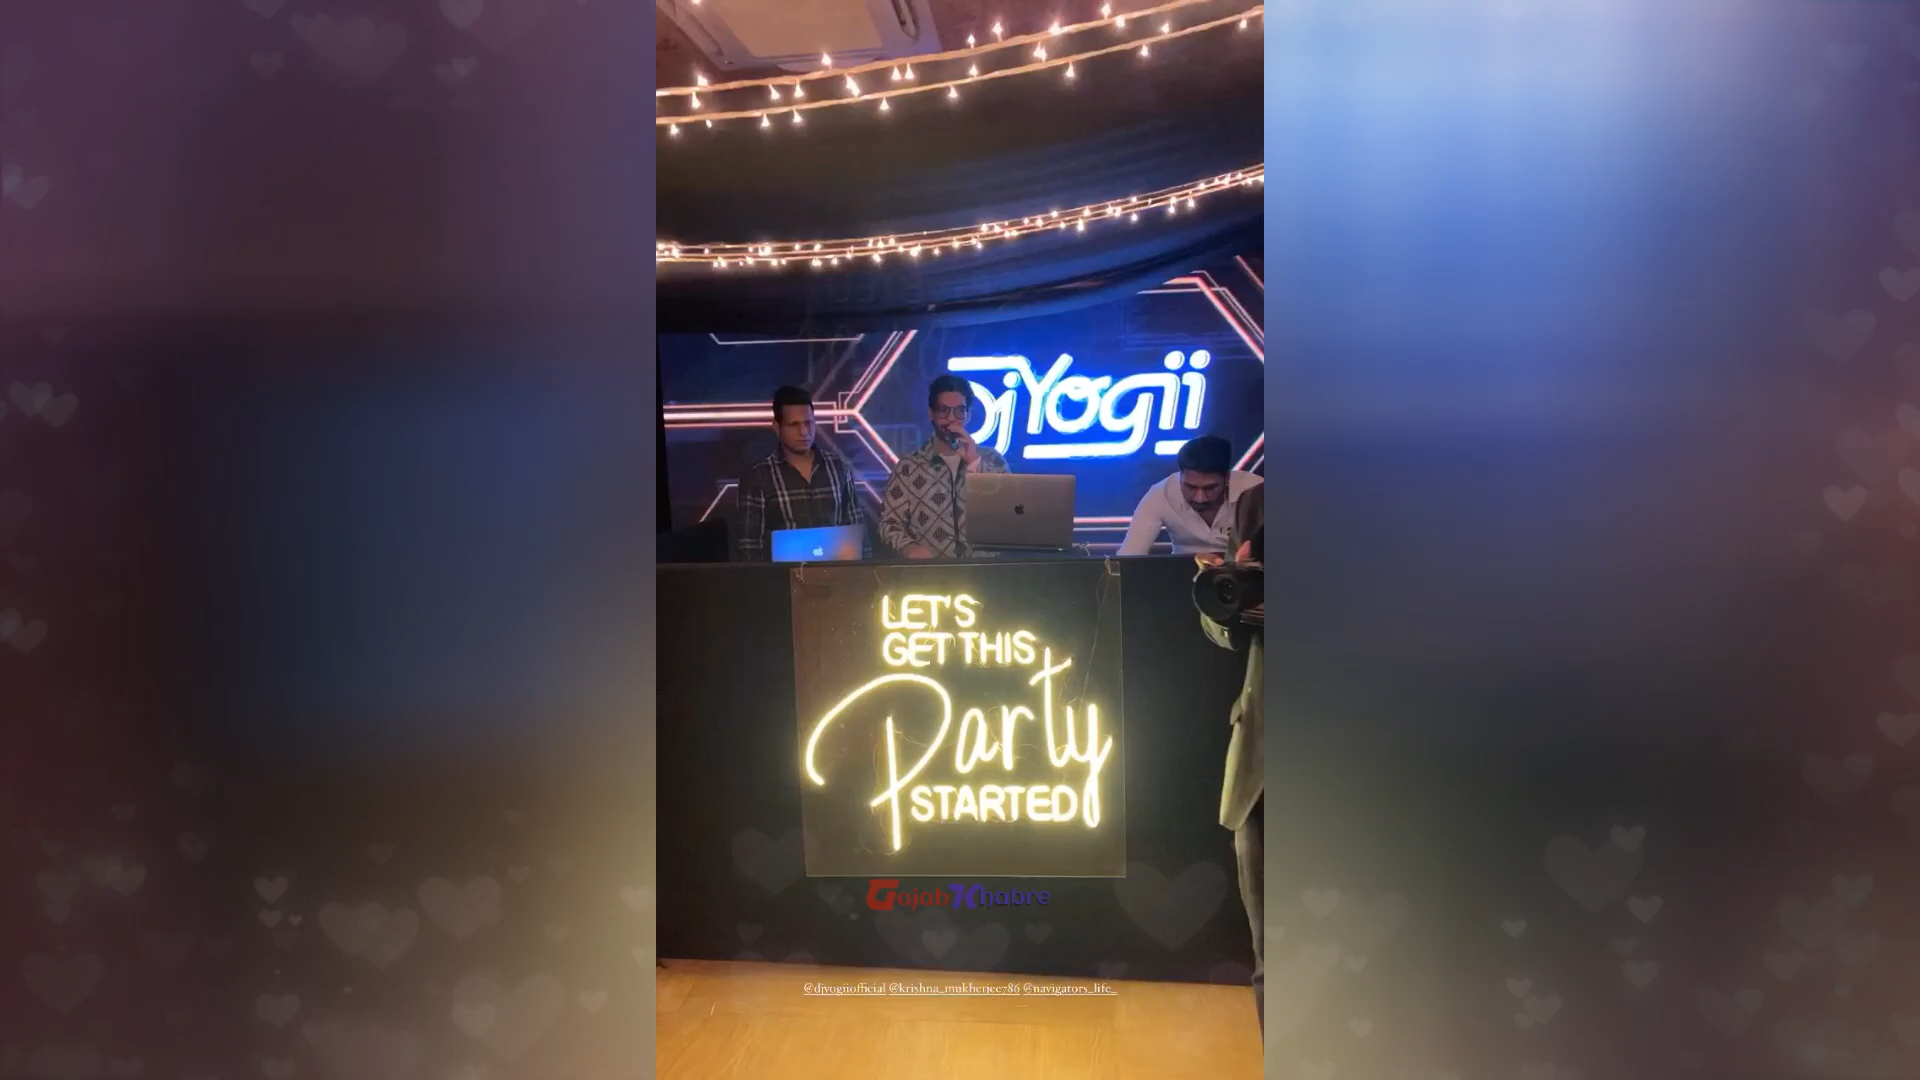 DjYogii
LET'S
GET THIS
Party
STARTED
GajabKhabre
@djyogiiofficial @krishna_mukherjee786 @navigators_life_